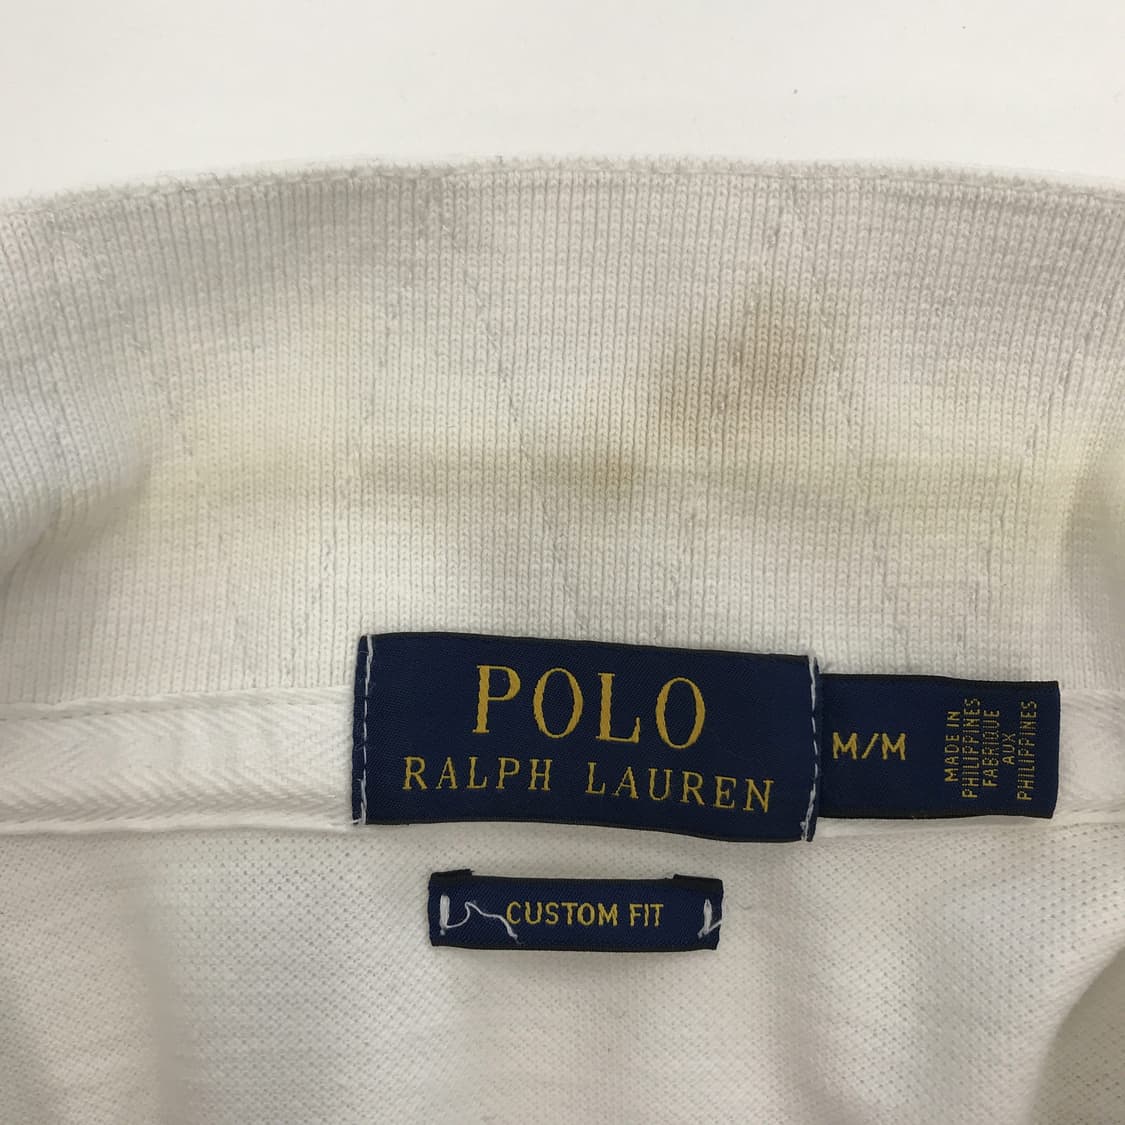 POLO
RALPH LAUREN
M/M
MADE IN
PHILIPPINES
FABRIQUE
AUX
PHILIPPINES
CUSTOM FIT